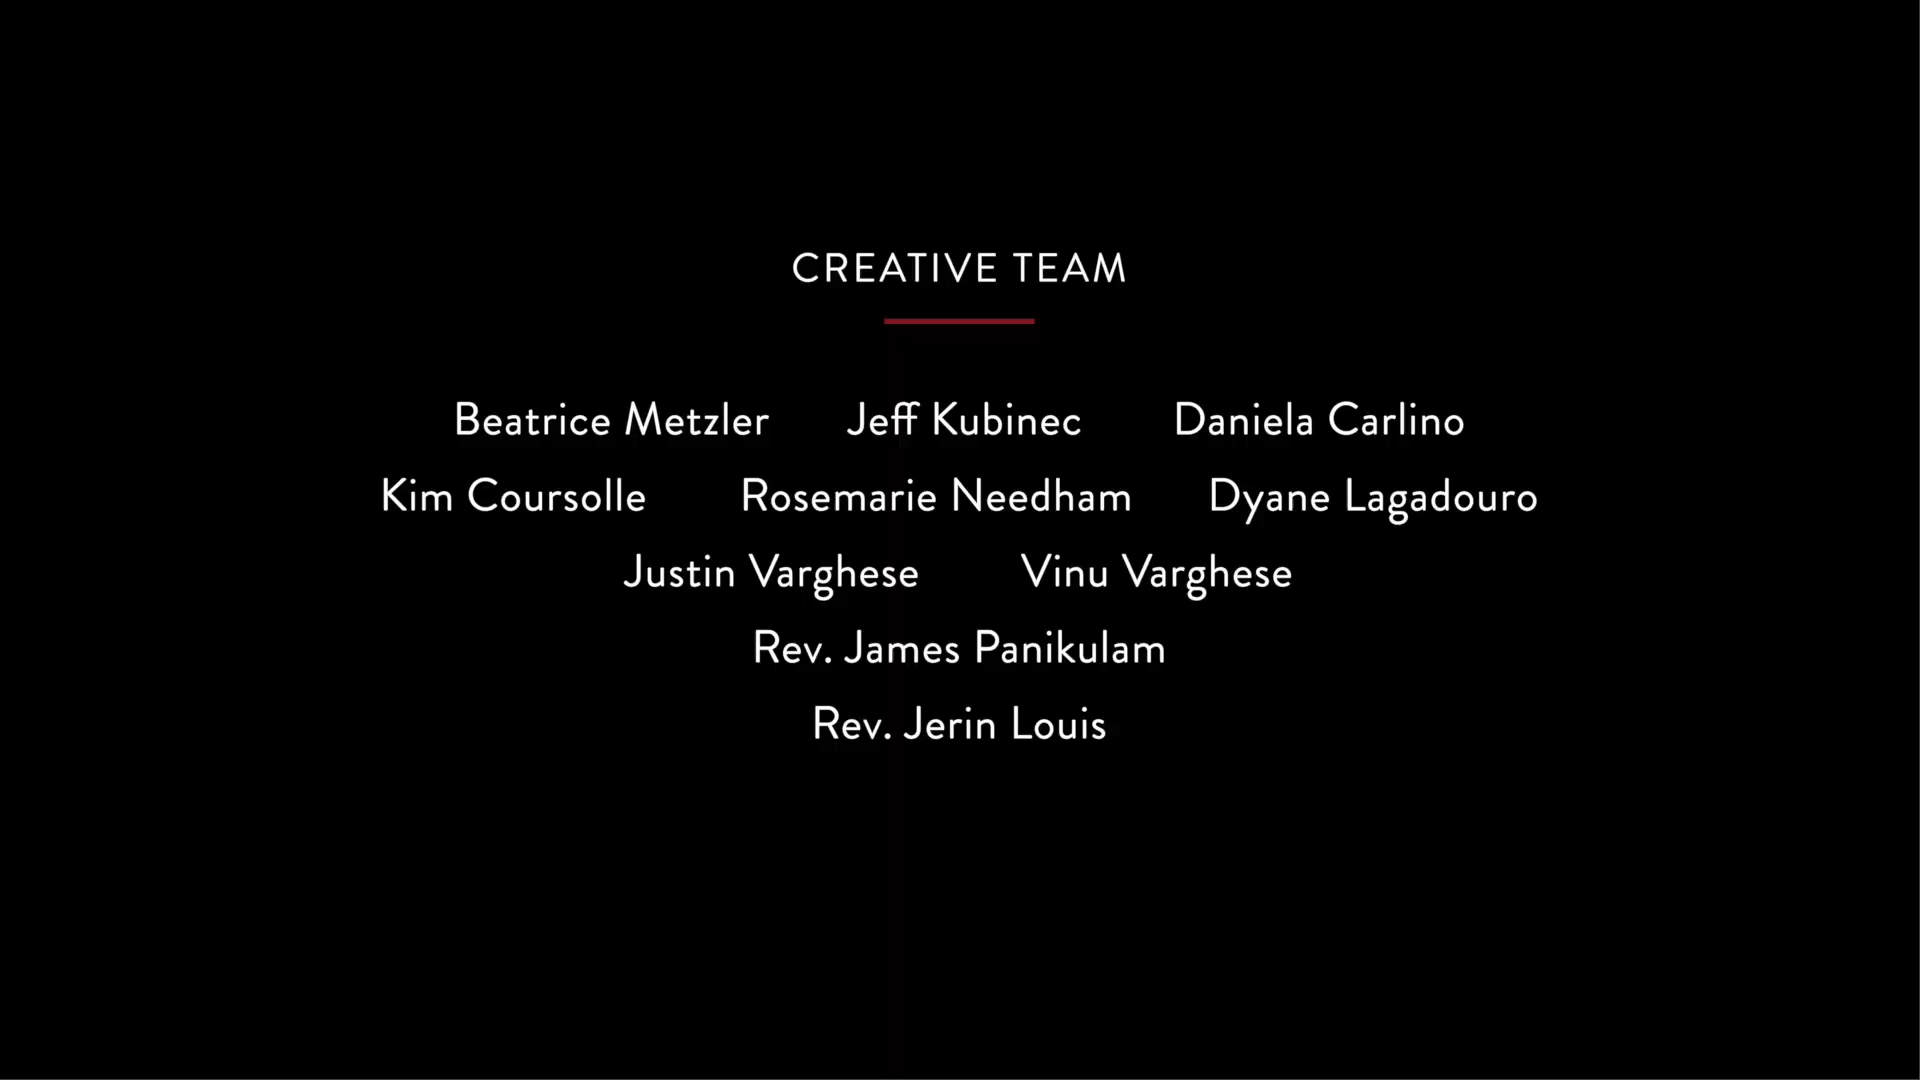 CREATIVE TEAM
Beatrice Metzler Jeff Kubinec Daniela Carlino
Kim Coursolle Rosemarie Needham Dyane Lagadouro
Justin Varghese Vinu Varghese
Rev. James Panikulam
Rev. Jerin Louis